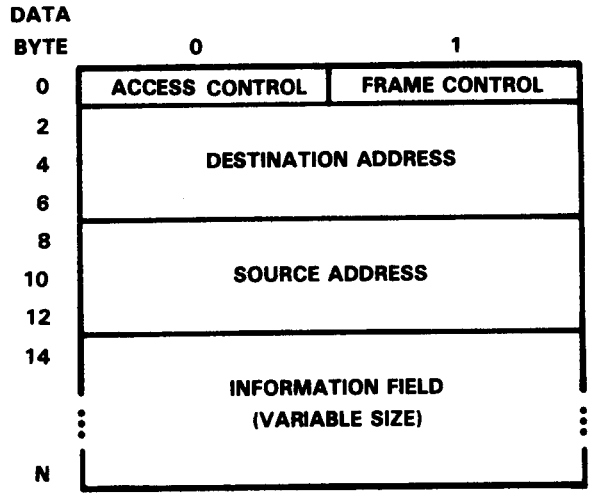 DATA
BYTE 0 1
0 ACCESS CONTROL FRAME CONTROL
2
4 DESTINATION ADDRESS
6
8
10 SOURCE ADDRESS
12
14
INFORMATION FIELD
(VARIABLE SIZE)
N